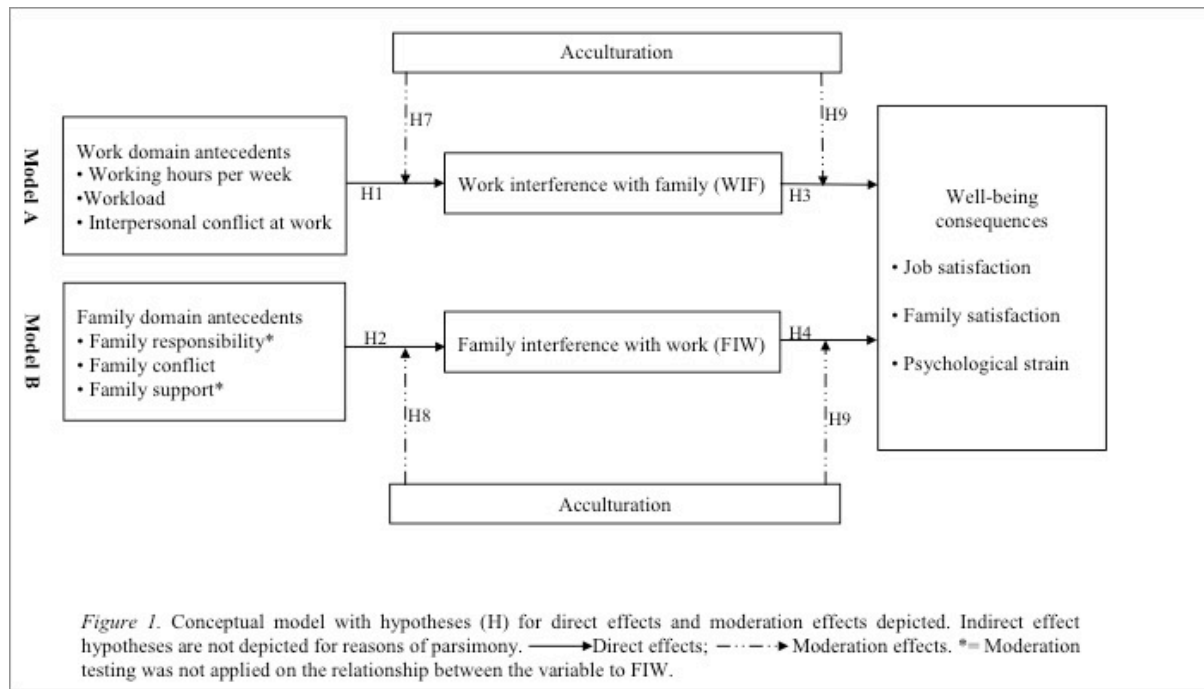 Acculturation
H7
H9
Model A
Work domain antecedents
• Working hours per week
•Workload
• Interpersonal conflict at work
H1
Work interference with family (WIF)
H3
Well-being
consequences
• Job satisfaction
• Family satisfaction
• Psychological strain
Model B
Family domain antecedents
• Family responsibility*
• Family conflict
• Family support*
H2
Family interference with work (FIW)
H4
H8
H9
Acculturation
Figure 1. Conceptual model with hypotheses (H) for direct effects and moderation effects depicted. Indirect effect
hypotheses are not depicted for reasons of parsimony. Direct effects; Moderation effects. *= Moderation
testing was not applied on the relationship between the variable to FIW.